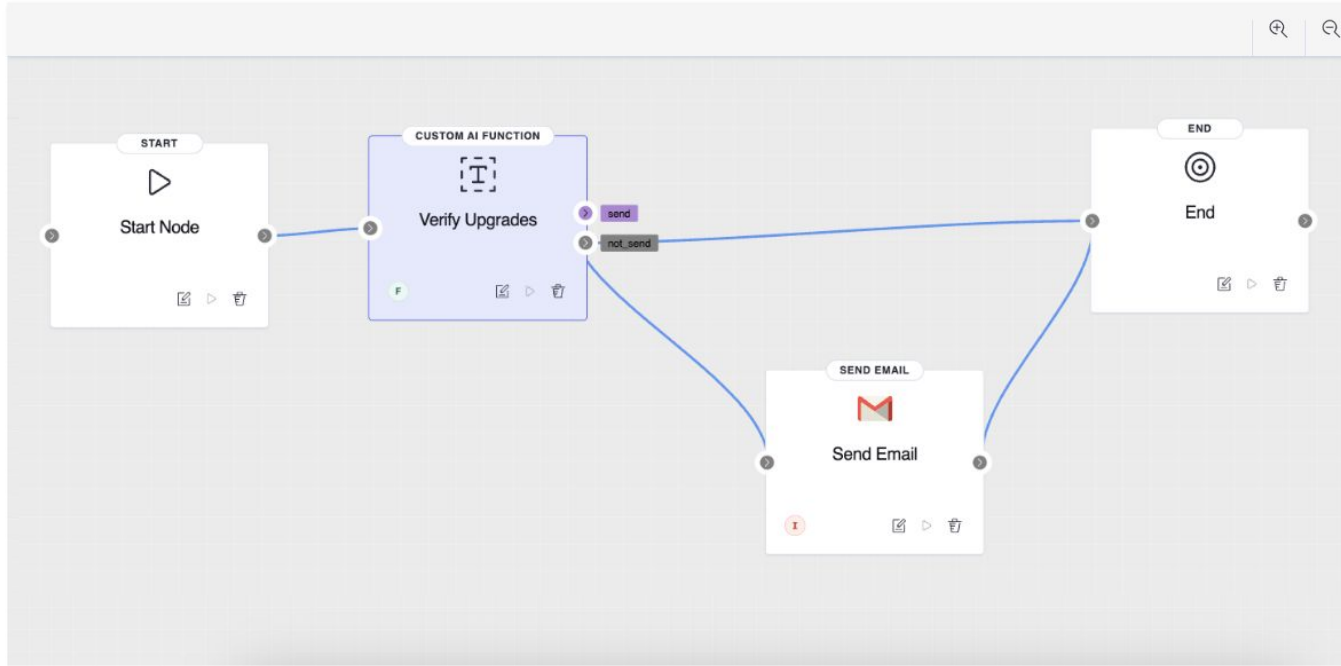 START
Start Node
CUSTOM AI FUNCTION
T
Verify Upgrades
send
not_send
F
END
End
SEND EMAIL
Send Email
I